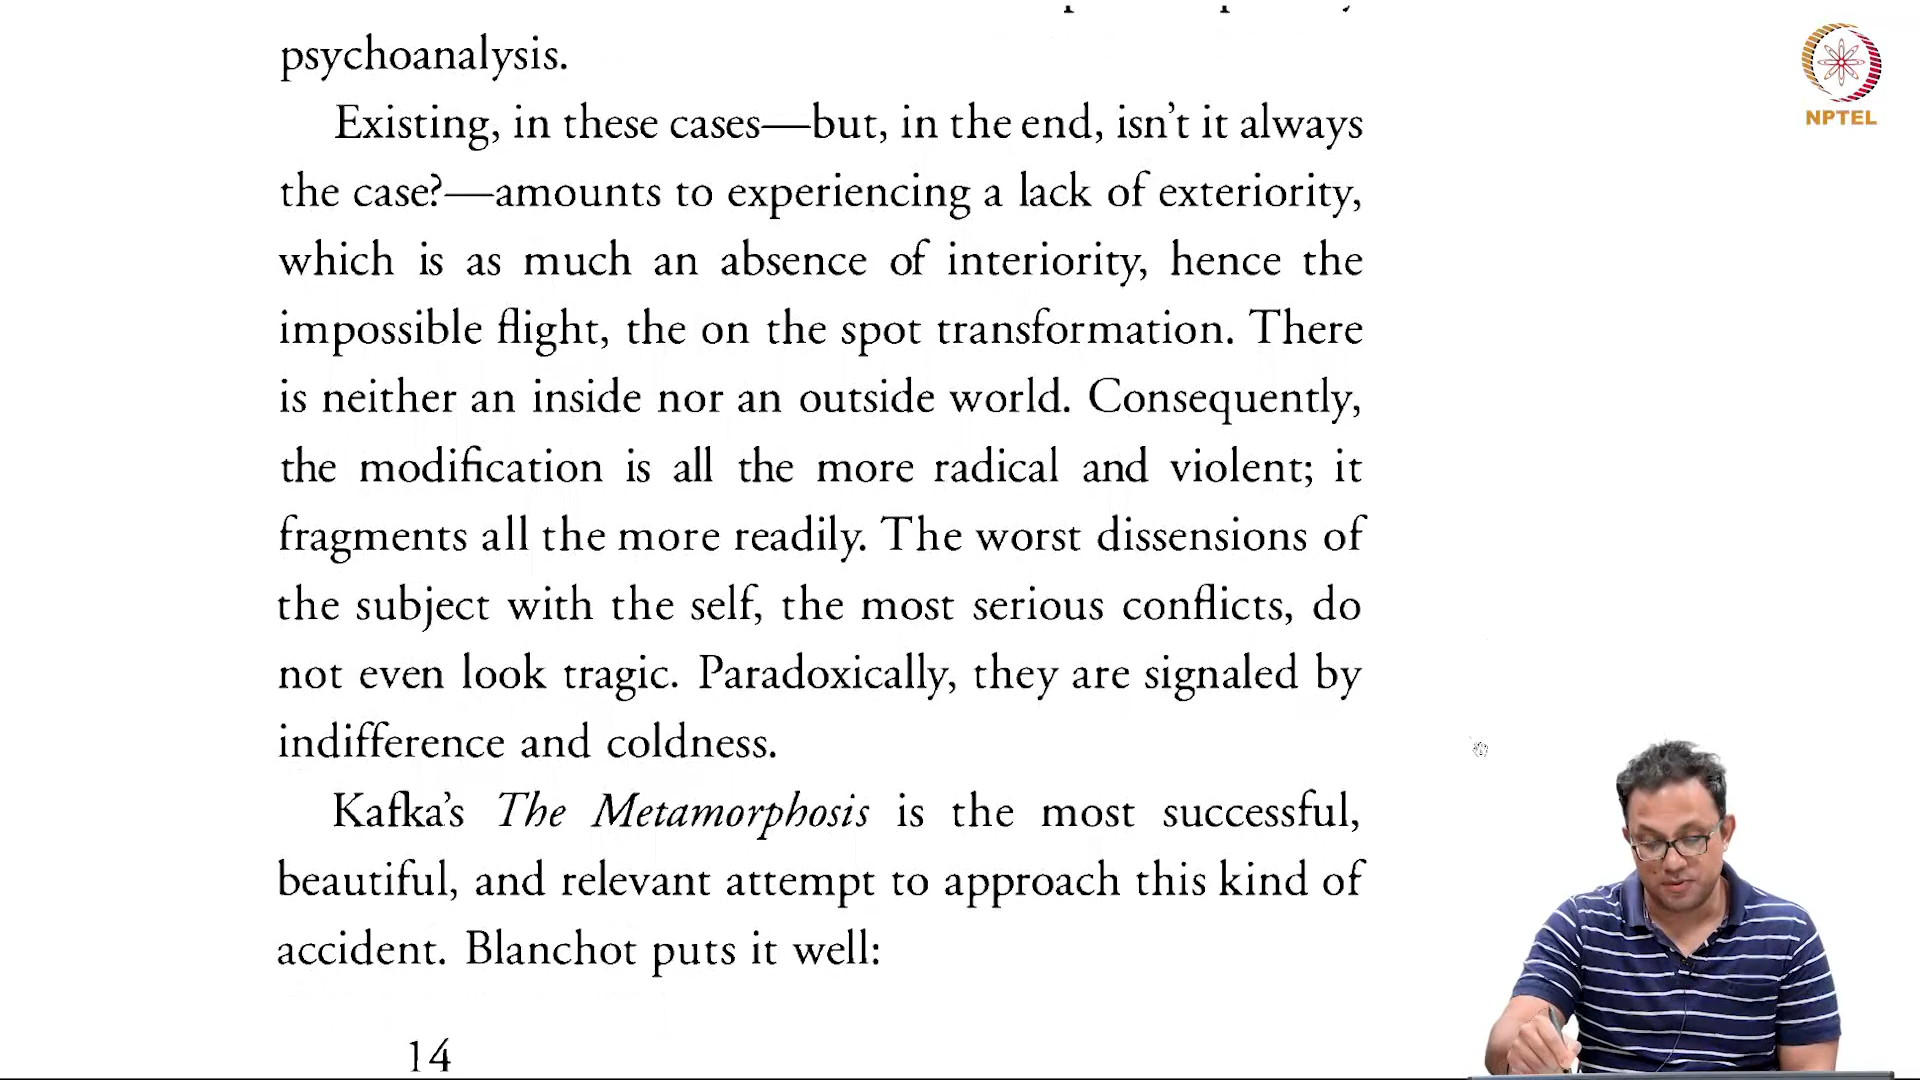 psychoanalysis.
Existing, in these cases—but, in the end, isn't it always
the case?—amounts to experiencing a lack of exteriority,
which is as much an absence of interiority, hence the
impossible flight, the on the spot transformation. There
is neither an inside nor an outside world. Consequently,
the modification is all the more radical and violent; it
fragments all the more readily. The worst dissensions of
the subject with the self, the most serious conflicts, do
not even look tragic. Paradoxically, they are signaled by
indifference and coldness.
Kafka's The Metamorphosis is the most successful,
beautiful, and relevant attempt to approach this kind of
accident. Blanchot puts it well:
14
NPTEL